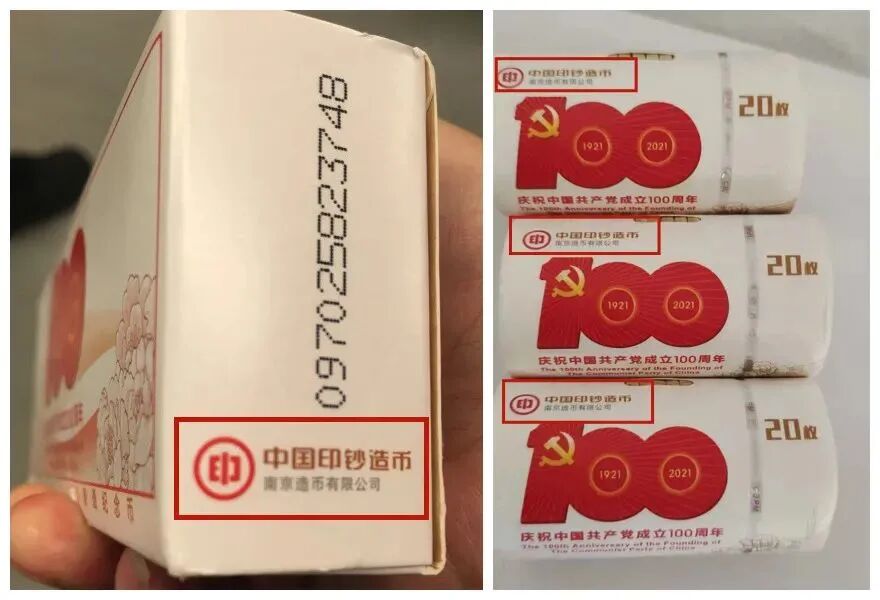 0970258237​48
中国印钞造币
南京造币有限公司
中国印钞造币
南京造币有限公司
20枚
100
1921
2021
庆祝中国共产党成立100周年
The 100th Anniversary of the Founding of
中国印钞造币
南京造币有限公司
20枚
100
1921
2021
庆祝中国共产党成立100周年
The 100th Anniversary of the Founding of
The Communist Party of China
中国印钞造币
南京造币有限公司
20枚
100
1921
2021
庆祝中国共产党成立100周年
The 100th Anniversary of the Founding of
The Communist Party of China